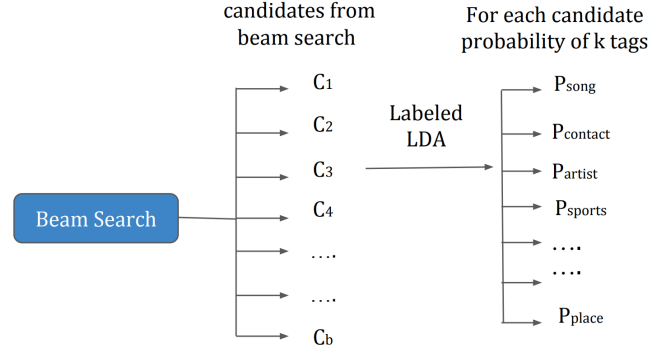 candidates from
beam search
For each candidate
probability of k tags
Beam Search
C1
C2
C3
C4
....
....
Cb
Labeled
LDA
Psong
Pcontact
Partist
Psports
....
....
Pplace